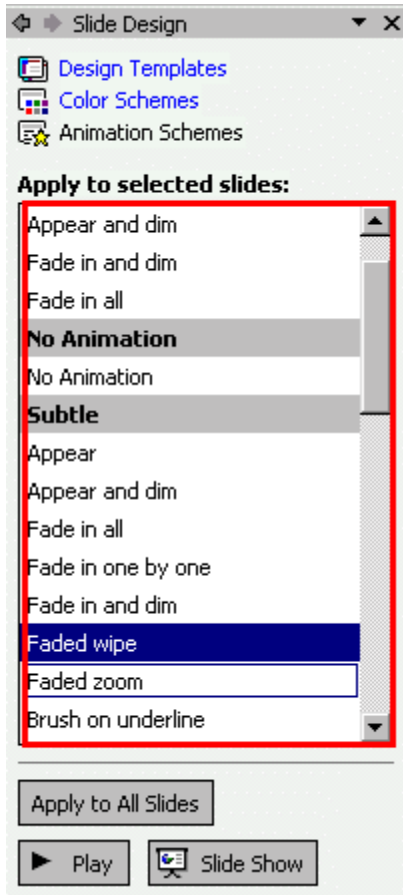 Slide Design
Design Templates
Color Schemes
Animation Schemes
Apply to selected slides:
Appear and dim
Fade in and dim
Fade in all
No Animation
No Animation
Subtle
Appear
Appear and dim
Fade in all
Fade in one by one
Fade in and dim
Faded wipe
Faded zoom
Brush on underline
Apply to All Slides
Play Slide Show